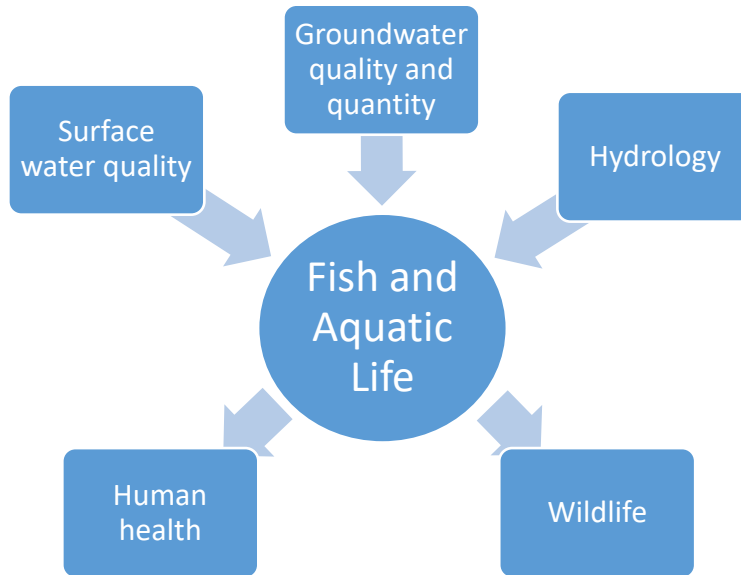 Groundwater
quality and
quantity
Surface
water quality
Hydrology
Fish and
Aquatic
Life
Human
health
Wildlife